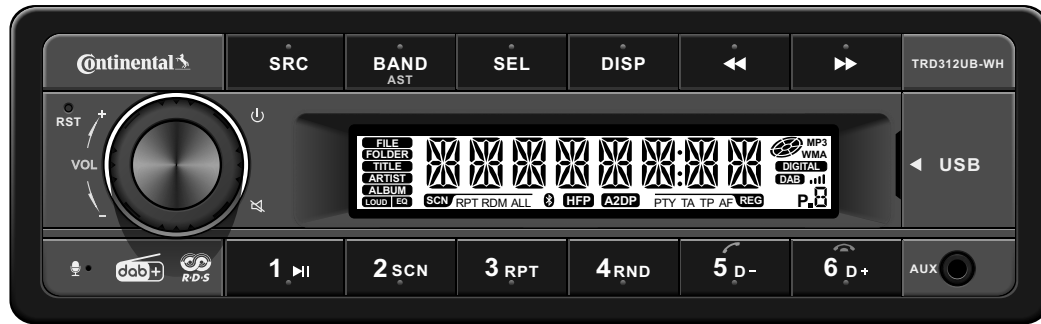 Continental
SRC
BAND
AST
SEL
DISP
TRD312UB-WH
RST
+
VOL
-
FILE
FOLDER
TITLE
ARTIST
ALBUM
LOUD EQ
SCN RPT RDM ALL HFP A2DP PTY TA TP AF REG
MP3
WMA
DIGITAL
DAB
P.8
USB
dab+
R·D·S
1
2 SCN
3 RPT
4 RND
5 D-
6 D+
AUX